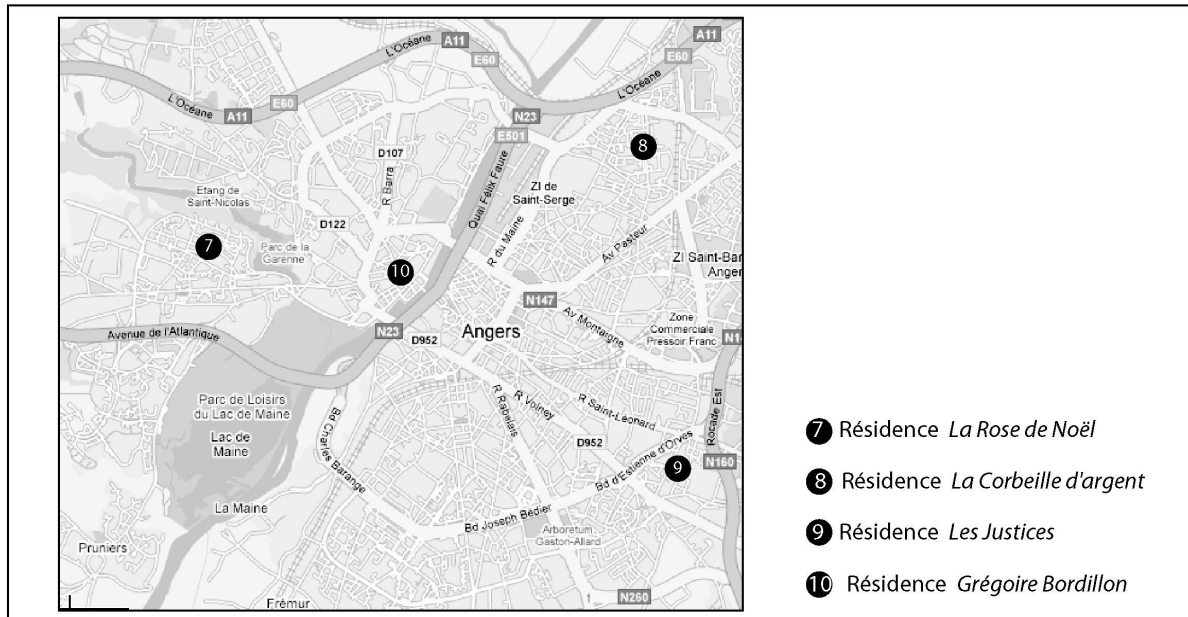 A11
L'Océane
A11
E60
E60
L'Océane
L'Océane
E60
A11
N23
E501
8
D107
R Barra
Quai Félix Faure
ZI de
Saint-Serge
Etang de
Saint-Nicolas
D122
R du Maine
Av Pasteur
7
Parc de la
Garenne
10
ZI Saint-Bar
Anger
N147
Av Montaigne
Zone
Commerciale
Pressoir Franc
Avenue de l'Atlantique
N23
D952
Angers
N1
Parc de Loisirs
du Lac de Maine
Lac de
Maine
R Rabelais
R Volney
R Saint-Léonard
Rocade Est
Bd Charles Barange
D952
Bd d'Estienne d'Orves
9
N160
La Maine
Bd Joseph Bédier
Arboretum
Gaston-Allard
Pruniers
Frémur
N260
7 Résidence La Rose de Noël
8 Résidence La Corbeille d'argent
9 Résidence Les Justices
10 Résidence Grégoire Bordillon